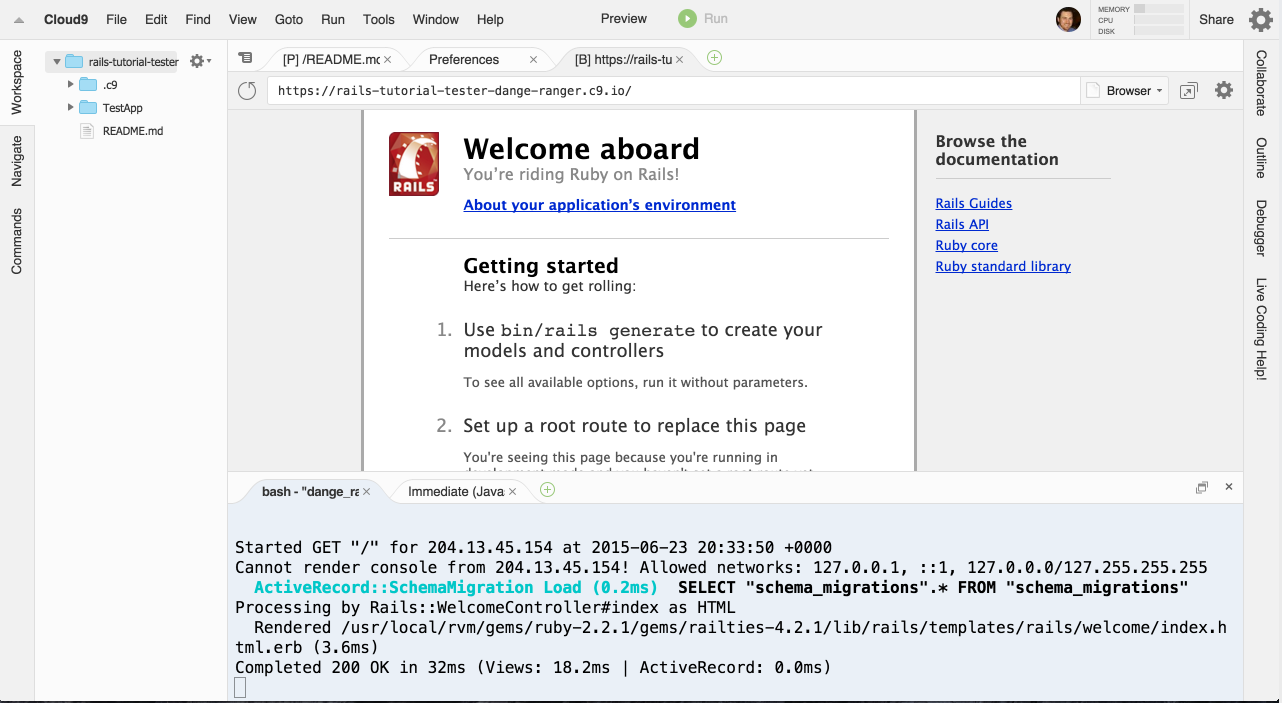 Cloud9 File Edit Find View Goto Run Tools Window Help Preview Run MEMORY CPU DISK Share
Workspace
Navigate
Commands
rails-tutorial-tester
.c9
TestApp
README.md
[P] /README.mc × Preferences × [B] https://rails-tu ×
https://rails-tutorial-tester-dange-ranger.c9.io/ Browser
RAILS
Welcome aboard
You're riding Ruby on Rails!
About your application's environment
Getting started
Here's how to get rolling:
1. Use bin/rails generate to create your
models and controllers
To see all available options, run it without parameters.
2. Set up a root route to replace this page
You're seeing this page because you're running in
Browse the
documentation
Rails Guides
Rails API
Ruby core
Ruby standard library
Collaborate
Outline
Debugger
Live Coding Help!
bash - "dange_ra × Immediate (Java ×
Started GET "/" for 204.13.45.154 at 2015-06-23 20:33:50 +0000
Cannot render console from 204.13.45.154! Allowed networks: 127.0.0.1, ::1, 127.0.0.0/127.255.255.255
ActiveRecord::SchemaMigration Load (0.2ms) SELECT "schema_migrations".* FROM "schema_migrations"
Processing by Rails::WelcomeController#index as HTML
Rendered /usr/local/rvm/gems/ruby-2.2.1/gems/railties-4.2.1/lib/rails/templates/rails/welcome/index.h
tml.erb (3.6ms)
Completed 200 OK in 32ms (Views: 18.2ms | ActiveRecord: 0.0ms)